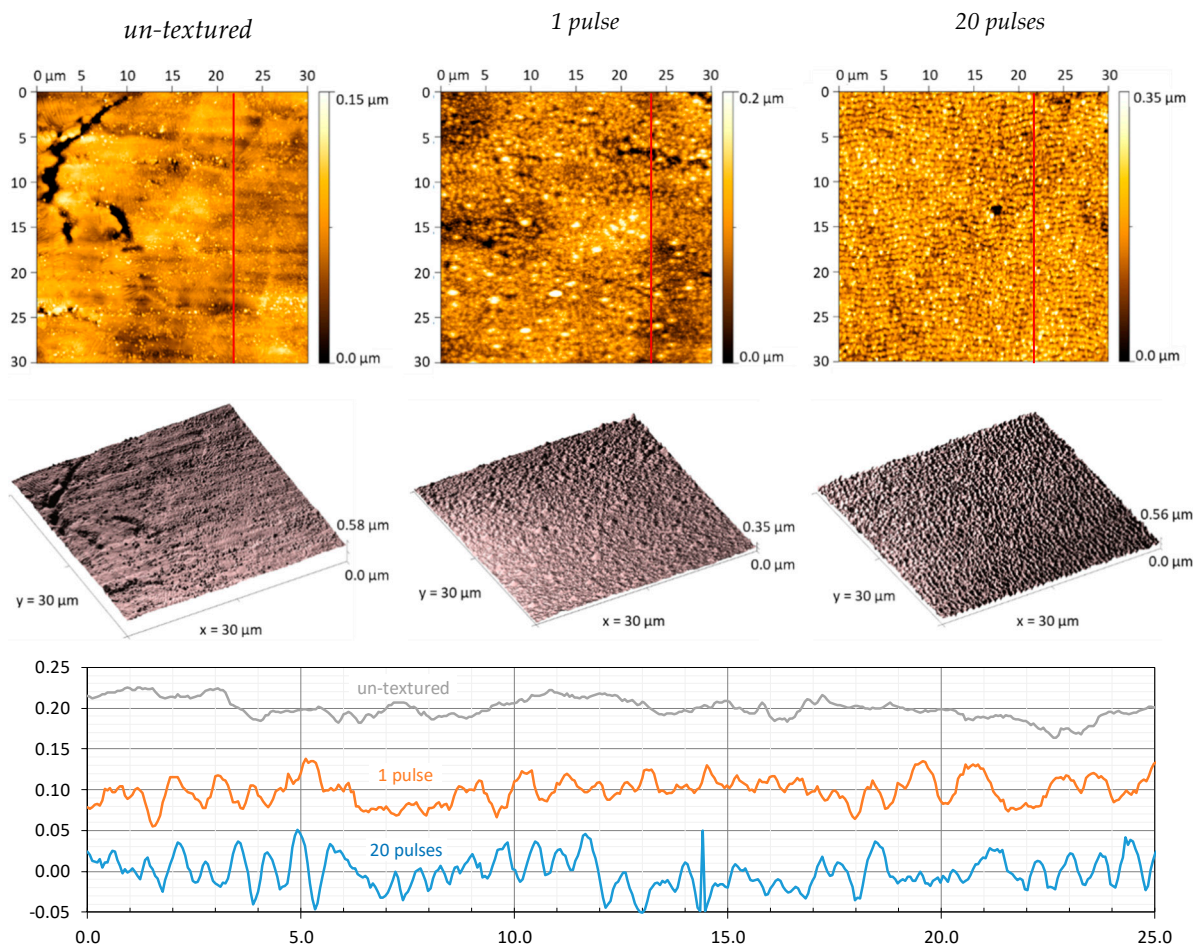 un-textured 1 pulse 20 pulses
0 μm 5 10 15 20 25 30 0 μm 5 10 15 20 25 30 0 μm 5 10 15 20 25 30
0 0.15 μm 0 0.2 μm 0 0.35 μm
5 5 5
10 10 10
15 15 15
20 20 20
25 25 25
30 0.0 μm 30 0.0 μm 30 0.0 μm
0.58 μm 0.35 μm 0.56 μm
0.0 μm 0.0 μm 0.0 μm
y = 30 μm y = 30 μm y = 30 μm
x = 30 μm x = 30 μm x = 30 μm
0.25
un-textured
0.20
0.15
1 pulse
0.10
0.05
20 pulses
0.00
-0.05
0.0 5.0 10.0 15.0 20.0 25.0